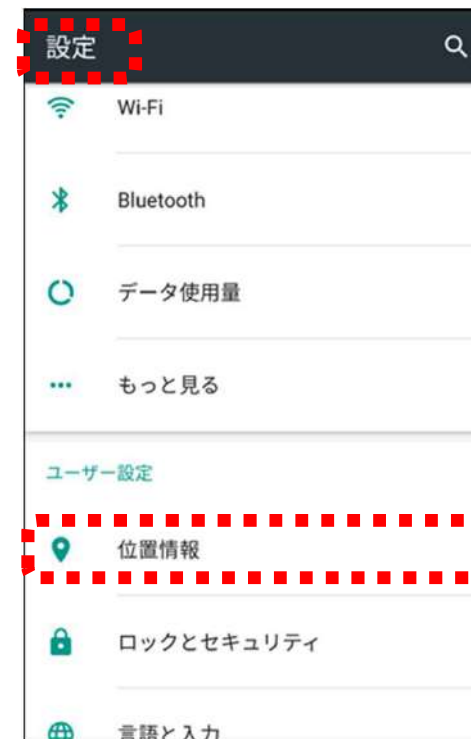 設定
Wi-Fi
Bluetooth
データ使用量
もっと見る
ユーザー設定
位置情報
ロックとセキュリティ
言語と入力